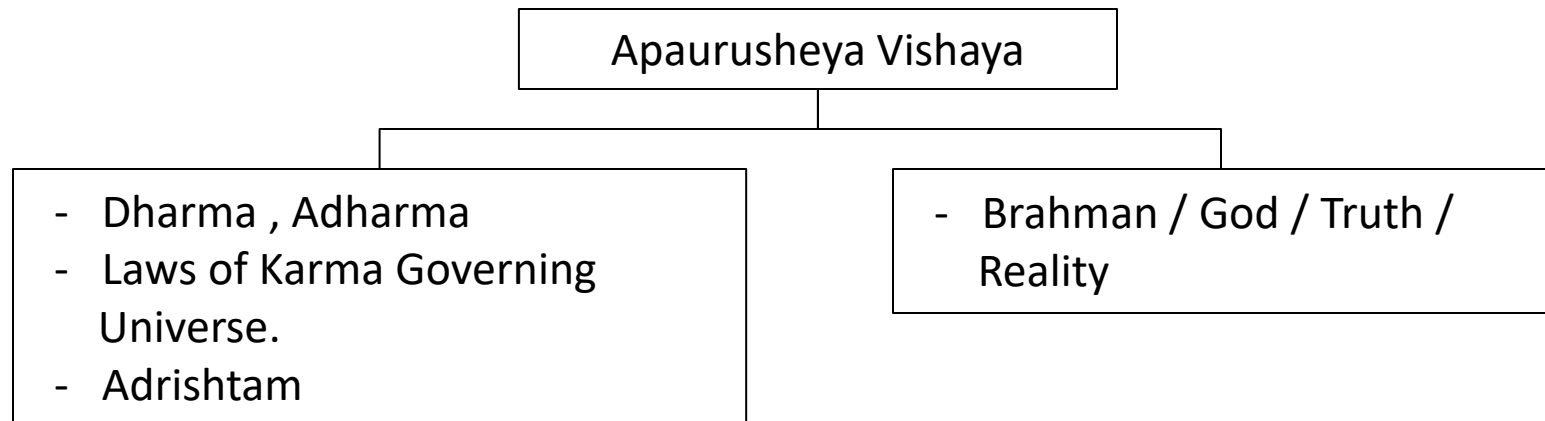 Apaurusheya Vishaya
- Dharma , Adharma
- Laws of Karma Governing
Universe.
- Adrishtam
- Brahman / God / Truth /
Reality